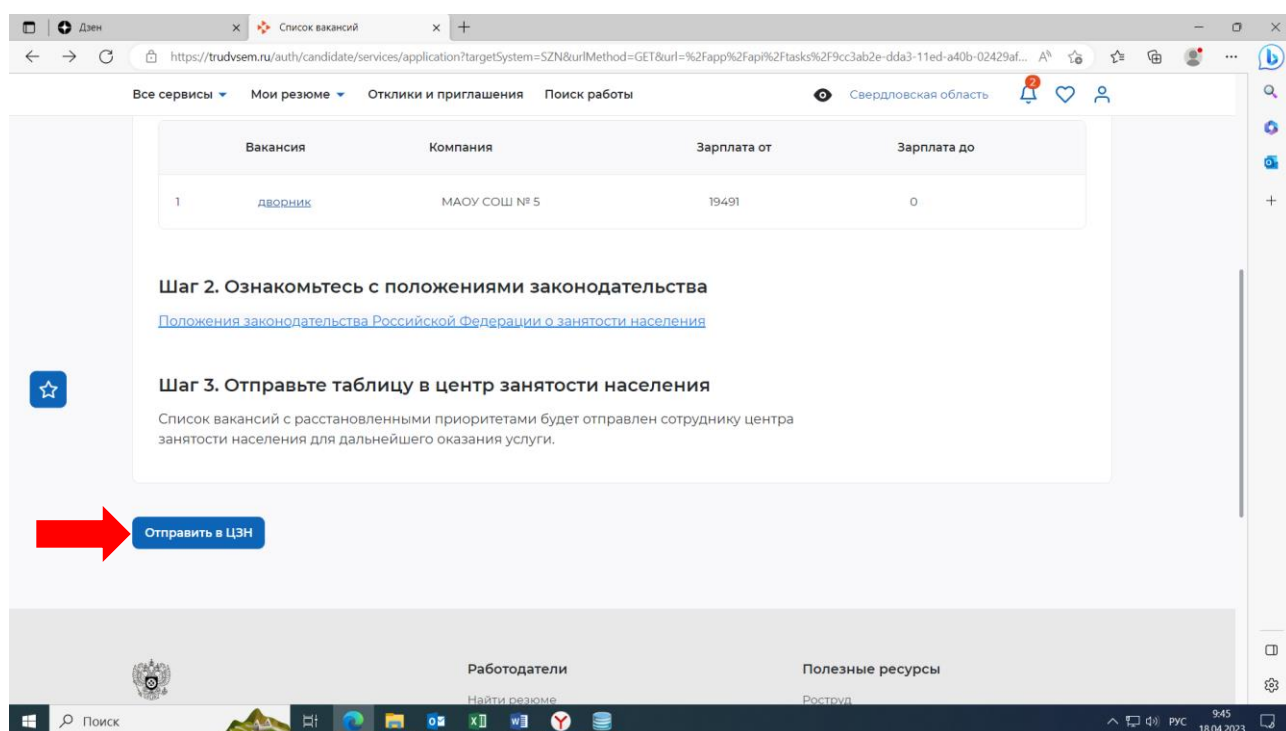 Дзен
Список вакансий
https://trudvsem.ru/auth/candidate/services/application?targetSystem=SZN&urlMethod=GET&url=%2Fapp%2Fapi%2Ftasks%2F9cc3ab2e-dda3-11ed-a40b-02429af...
Все сервисы Мои резюме Отклики и приглашения Поиск работы Свердловская область 2
Вакансия Компания Зарплата от Зарплата до
1 дворник МАОУ СОШ № 5 19491 0
Шаг 2. Ознакомьтесь с положениями законодательства
Положения законодательства Российской Федерации о занятости населения
Шаг 3. Отправьте таблицу в центр занятости населения
Список вакансий с расстановленными приоритетами будет отправлен сотруднику центра
занятости населения для дальнейшего оказания услуги.
Отправить в ЦЗН
Работодатели Полезные ресурсы
Найти резюме Роструд
Поиск РУС 9:45
18.04.2023